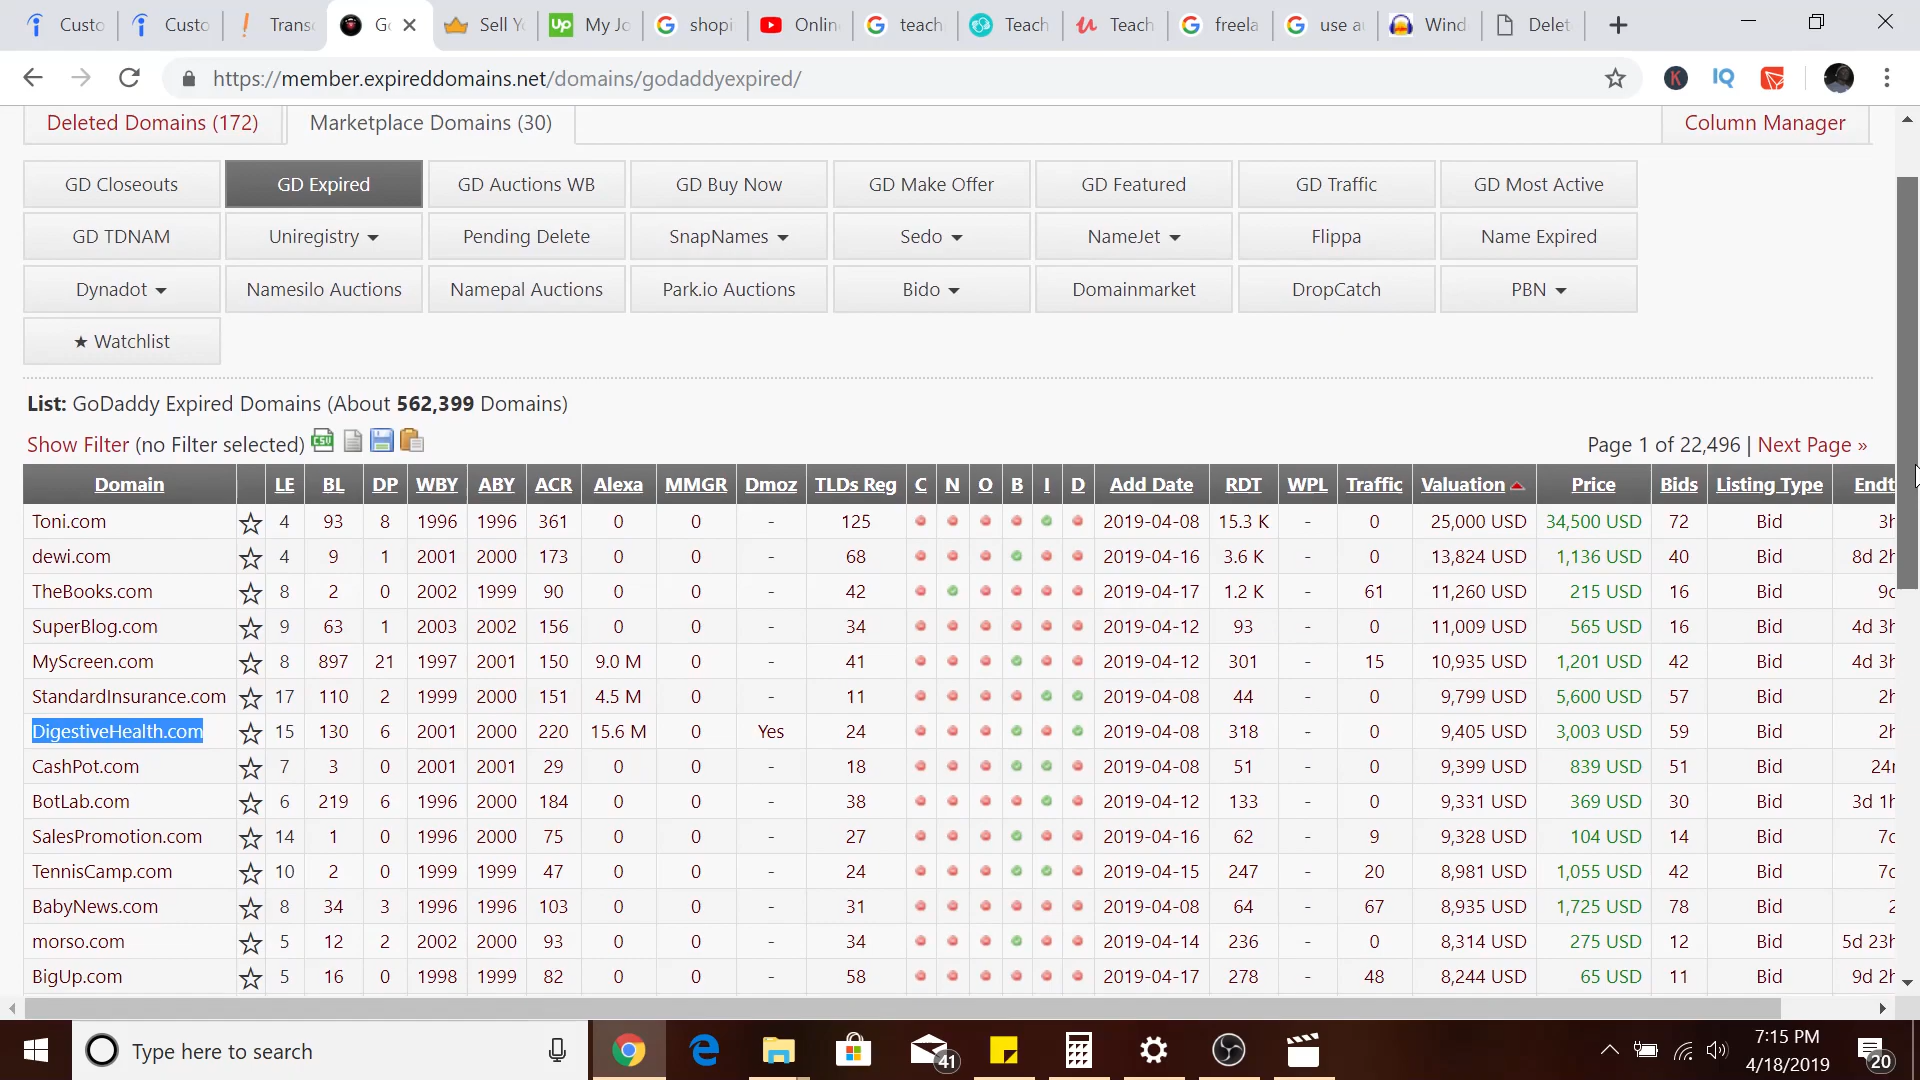 Custo Custo Trans Go Sell Yo My Jo shopi Onlin teach Teach Teach freela use au Wind Delet
https://member.expireddomains.net/domains/godaddyexpired/
Deleted Domains (172) Marketplace Domains (30) Column Manager
GD Closeouts GD Expired GD Auctions WB GD Buy Now GD Make Offer GD Featured GD Traffic GD Most Active
GD TDNAM Uniregistry Pending Delete SnapNames Sedo NameJet Flippa Name Expired
Dynadot Namesilo Auctions Namepal Auctions Park.io Auctions Bido Domainmarket DropCatch PBN
★ Watchlist
List: GoDaddy Expired Domains (About 562,399 Domains)
Show Filter (no Filter selected) CSV Page 1 of 22,496 | Next Page »
Domain LE BL DP WBY ABY ACR Alexa MMGR Dmoz TLDs Reg C N O B I D Add Date RDT WPL Traffic Valuation Price Bids Listing Type Endt
Toni.com 4 93 8 1996 1996 361 0 0 - 125 2019-04-08 15.3 K - 0 25,000 USD 34,500 USD 72 Bid 3h
dewi.com 4 9 1 2001 2000 173 0 0 - 68 2019-04-16 3.6 K - 0 13,824 USD 1,136 USD 40 Bid 8d 2h
TheBooks.com 8 2 0 2002 1999 90 0 0 - 42 2019-04-17 1.2 K - 61 11,260 USD 215 USD 16 Bid 9d
SuperBlog.com 9 63 1 2003 2002 156 0 0 - 34 2019-04-12 93 - 0 11,009 USD 565 USD 16 Bid 4d 3h
MyScreen.com 8 897 21 1997 2001 150 9.0 M 0 - 41 2019-04-12 301 - 15 10,935 USD 1,201 USD 42 Bid 4d 3h
StandardInsurance.com 17 110 2 1999 2000 151 4.5 M 0 - 11 2019-04-08 44 - 0 9,799 USD 5,600 USD 57 Bid 2h
DigestiveHealth.com 15 130 6 2001 2000 220 15.6 M 0 Yes 24 2019-04-08 318 - 0 9,405 USD 3,003 USD 59 Bid 2h
CashPot.com 7 3 0 2001 2001 29 0 0 - 18 2019-04-08 51 - 0 9,399 USD 839 USD 51 Bid 24m
BotLab.com 6 219 6 1996 2000 184 0 0 - 38 2019-04-12 133 - 0 9,331 USD 369 USD 30 Bid 3d 1h
SalesPromotion.com 14 1 0 1996 2000 75 0 0 - 27 2019-04-16 62 - 9 9,328 USD 104 USD 14 Bid 7d
TennisCamp.com 10 2 0 1999 1999 47 0 0 - 24 2019-04-15 247 - 20 8,981 USD 1,055 USD 42 Bid 7d
BabyNews.com 8 34 3 1996 1996 103 0 0 - 31 2019-04-08 64 - 67 8,935 USD 1,725 USD 78 Bid 2
morso.com 5 12 2 2002 2000 93 0 0 - 34 2019-04-14 236 - 0 8,314 USD 275 USD 12 Bid 5d 23h
BigUp.com 5 16 0 1998 1999 82 0 0 - 58 2019-04-17 278 - 48 8,244 USD 65 USD 11 Bid 9d 2h
Type here to search 41 7:15 PM
4/18/2019 20